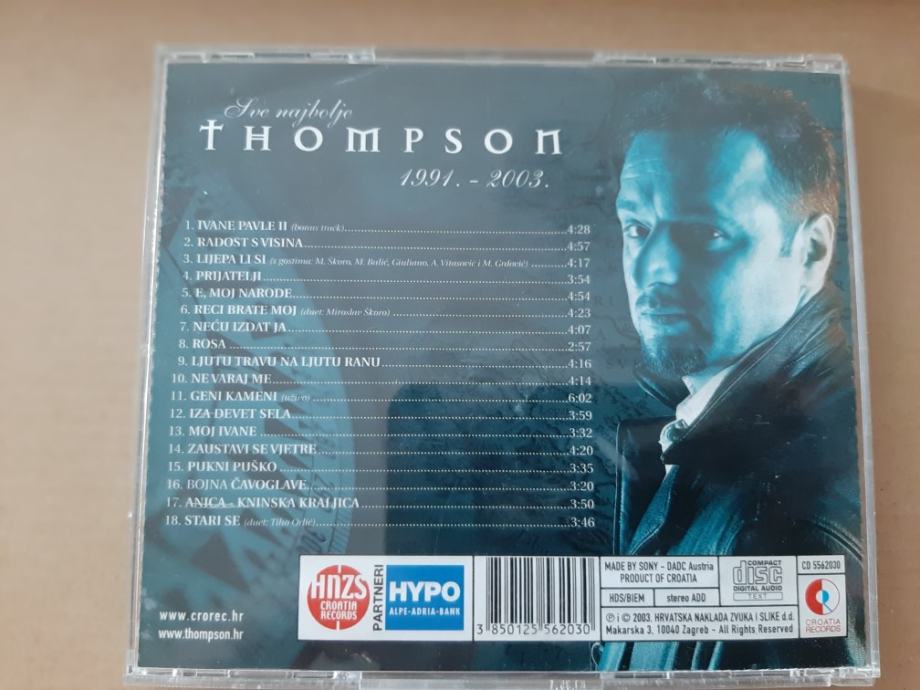 Sve najbolje
THOMPSON
1991. - 2003.
1. IVANE PAVLE II (bonus track) 4:28
2. RADOST S VISINA 4:57
3. LIJEPA LI SI (s gostima: M. Škoro, M. Bulić, Giuliano, A. Vitasović i M. Grdović) 4:17
4. PRIJATELJI 3:54
5. E, MOJ NARODE 4:54
6. RECI BRATE MOJ (duet: Miroslav Škoro) 4:23
7. NEĆU IZDAT JA 4:07
8. ROSA 2:57
9. LJUTU TRAVU NA LJUTU RANU 4:16
10. NE VARAJ ME 4:14
11. GENI KAMENI (uživo) 6:02
12. IZA DEVET SELA 3:59
13. MOJ IVANE 3:32
14. ZAUSTAVI SE VJETRE 4:20
15. PUKNI PUŠKO 3:35
16. BOJNA ČAVOGLAVE 3:20
17. ANICA - KNINSKA KRALJICA 3:50
18. STARI SE (duet: Tiho Orlić) 3:46
www.crorec.hr
www.thompson.hr
HNZS
CROATIA
RECORDS
PARTNERI
HYPO
ALPE-ADRIA-BANK
3 850125 562030
MADE BY SONY - DADC Austria
PRODUCT OF CROATIA
HDS/BIEM stereo ADD
COMPACT
disc
DIGITAL AUDIO
TEXT
CD 5562030
℗ i © 2003. HRVATSKA NAKLADA ZVUKA I SLIKE d.d.
Makarska 3, 10040 Zagreb - All Rights Reserved
CROATIA
RECORDS